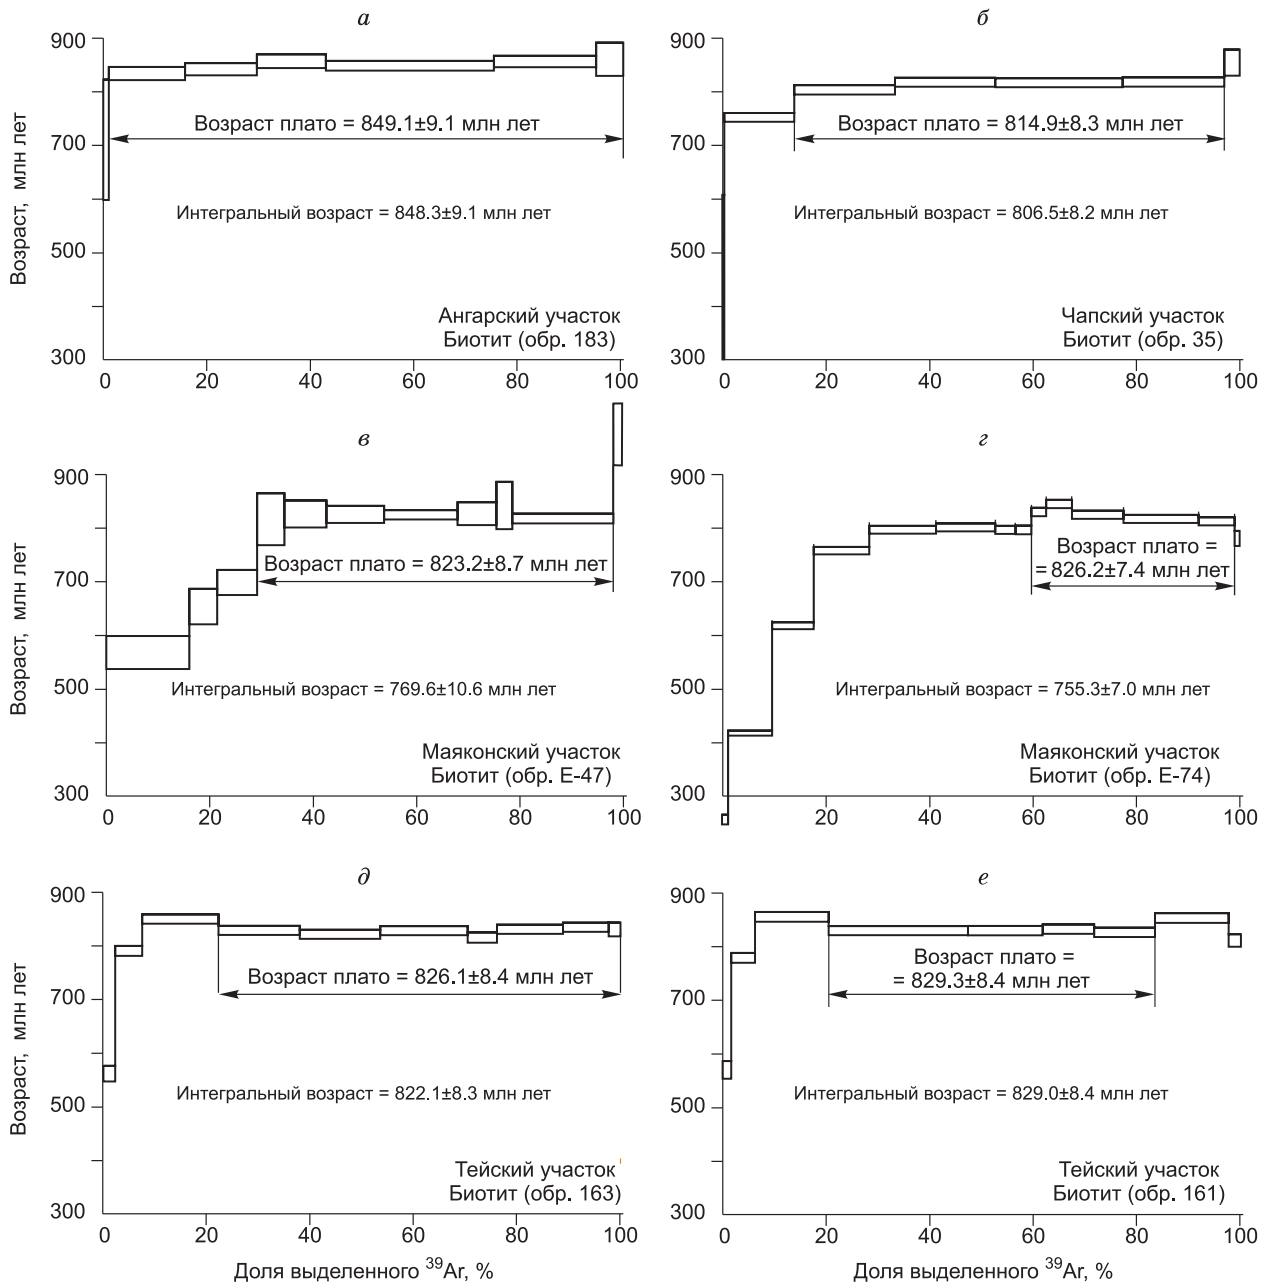 а
900
700
500
300
Возраст, млн лет
Возраст плато = 849.1±9.1 млн лет
Интегральный возраст = 848.3±9.1 млн лет
Ангарский участок
Биотит (обр. 183)
0 20 40 60 80 100
б
900
700
500
300
Возраст плато = 814.9±8.3 млн лет
Интегральный возраст = 806.5±8.2 млн лет
Чапский участок
Биотит (обр. 35)
0 20 40 60 80 100
в
900
700
500
300
Возраст, млн лет
Возраст плато = 823.2±8.7 млн лет
Интегральный возраст = 769.6±10.6 млн лет
Маяконский участок
Биотит (обр. Е-47)
0 20 40 60 80 100
г
900
700
500
300
Возраст плато =
= 826.2±7.4 млн лет
Интегральный возраст = 755.3±7.0 млн лет
Маяконский участок
Биотит (обр. Е-74)
0 20 40 60 80 100
д
900
700
500
300
Возраст, млн лет
Возраст плато = 826.1±8.4 млн лет
Интегральный возраст = 822.1±8.3 млн лет
Тейский участок
Биотит (обр. 163)
0 20 40 60 80 100
Доля выделенного ³⁹Ar, %
е
900
700
500
300
Возраст плато =
= 829.3±8.4 млн лет
Интегральный возраст = 829.0±8.4 млн лет
Тейский участок
Биотит (обр. 161)
0 20 40 60 80 100
Доля выделенного ³⁹Ar, %